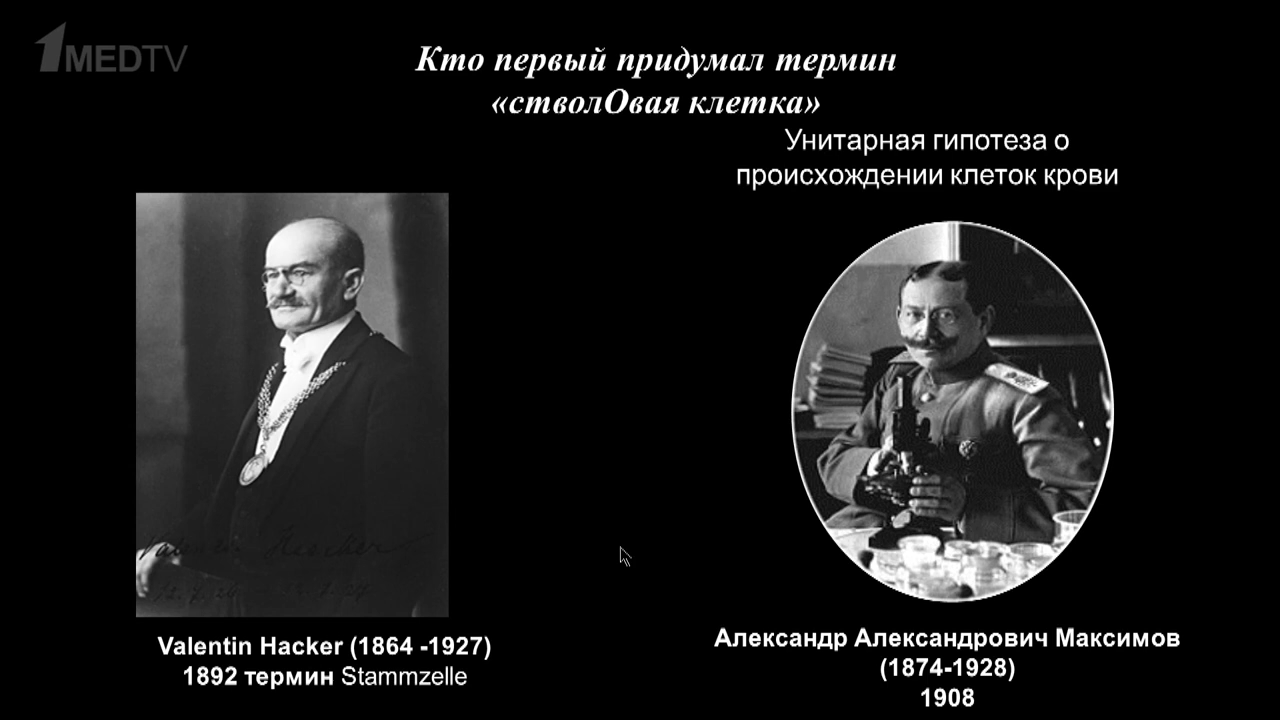 1MEDTV
Кто первый придумал термин
«стволОвая клетка»
Унитарная гипотеза о
происхождении клеток крови
Valentin Hacker (1864 -1927)
1892 термин Stammzelle
Александр Александрович Максимов
(1874-1928)
1908